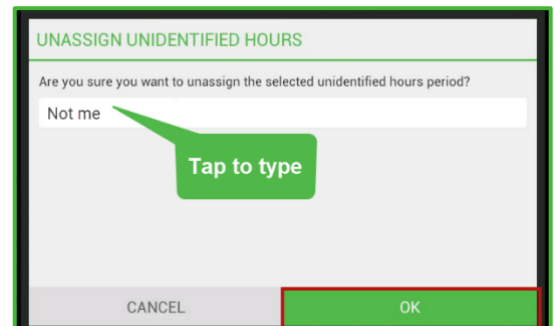 UNASSIGN UNIDENTIFIED HOURS
Are you sure you want to unassign the selected unidentified hours period?
Not me
Tap to type
CANCEL
OK